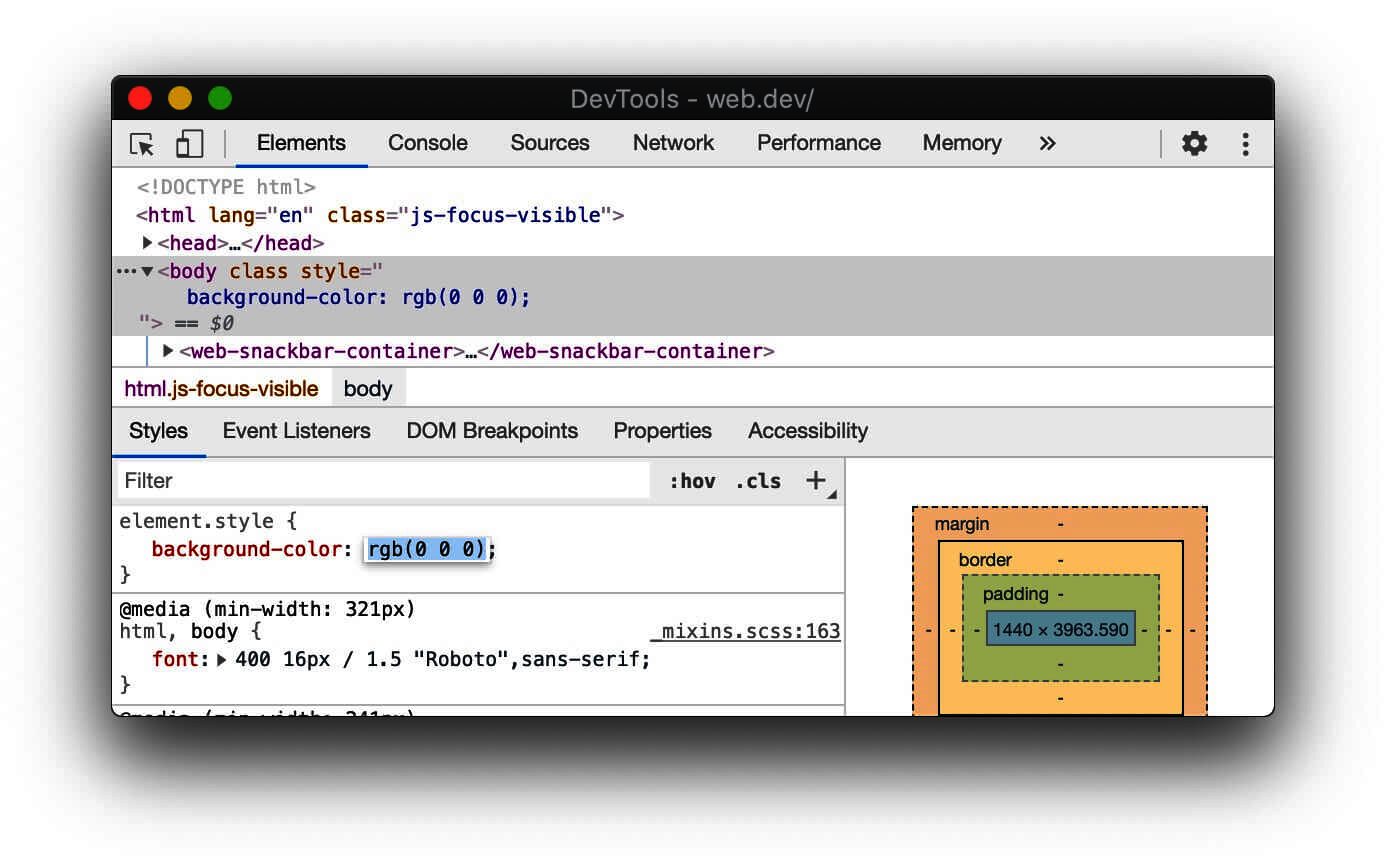 DevTools - web.dev/
Elements Console Sources Network Performance Memory »
<!DOCTYPE html>
<html lang="en" class="js-focus-visible">
▶<head>…</head>
…▼<body class style="
background-color: rgb(0 0 0);
"> == $0
▶<web-snackbar-container>…</web-snackbar-container>
html.js-focus-visible body
Styles Event Listeners DOM Breakpoints Properties Accessibility
Filter :hov .cls +
element.style {
background-color: rgb(0 0 0);
}
@media (min-width: 321px)
html, body { _mixins.scss:163
font:▶ 400 16px / 1.5 "Roboto",sans-serif;
}
@media (min-width: 241px)
margin -
border -
padding -
- - - 1440 × 3963.590 - - -
-
-